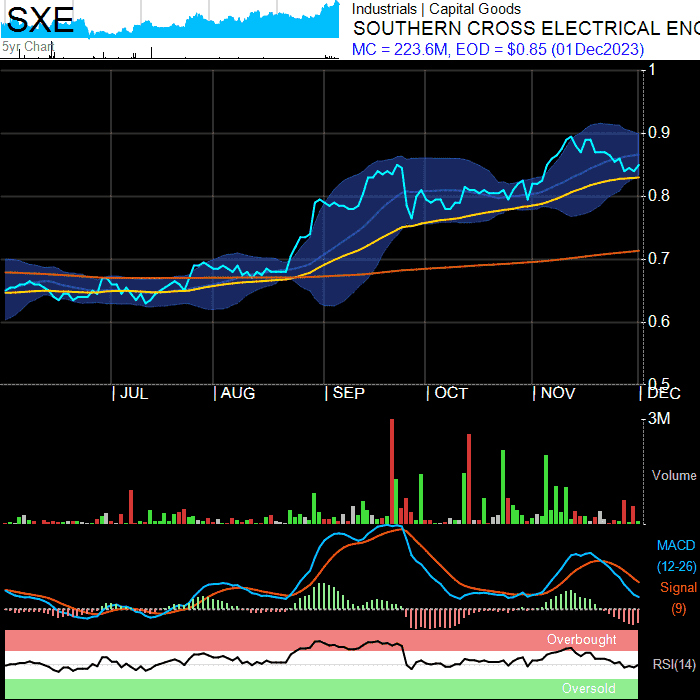 SXE
5yr Chart
Industrials | Capital Goods
SOUTHERN CROSS ELECTRICAL ENG
MC = 223.6M, EOD = $0.85 (01Dec2023)
1
0.9
0.8
0.7
0.6
0.5
JUL AUG SEP OCT NOV DEC
3M
Volume
MACD
(12-26)
Signal
(9)
Overbought
RSI(14)
Oversold